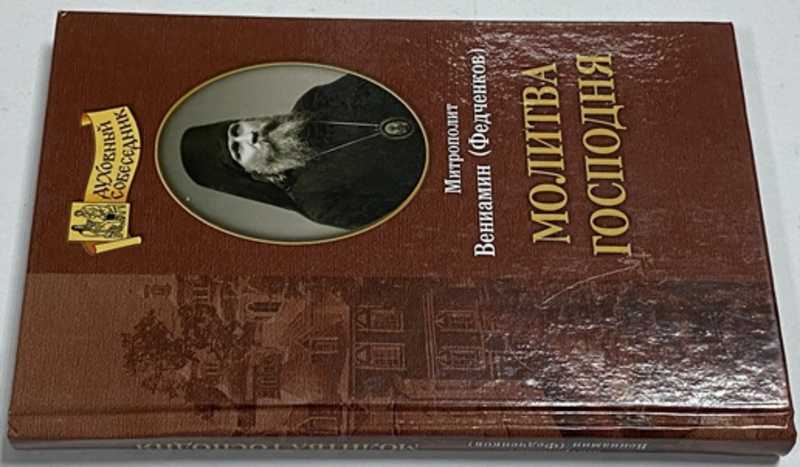 ДУХОВНЫЙ
СОБЕСЕДНИК
Митрополит
Вениамин (Федченков)
МОЛИТВА
ГОСПОДНЯ
Вениамин (Федченков)
МОЛИТВА ГОСПОДНЯ